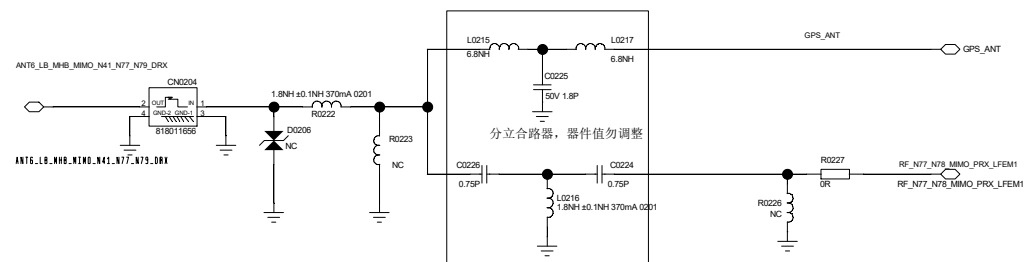 L0215
6.8NH
L0217
6.8NH
GPS_ANT
GPS_ANT
ANT6_LB_MHB_MIMO_N41_N77_N79_DRX
CN0204
C0225
50V 1.8P
2 OUT IN 1
4 GND-2 GND-1 3
818011656
1.8NH ±0.1NH 370mA 0201
R0222
D0206
NC
R0223
NC
分立合路器，器件值勿调整
ANT6_LB_MHB_MIMO_N41_N77_N79_DRX
C0226
0.75P
C0224
0.75P
R0227
0R
RF_N77_N78_MIMO_PRX_LFEM1
RF_N77_N78_MIMO_PRX_LFEM1
L0216
1.8NH ±0.1NH 370mA 0201
R0226
NC